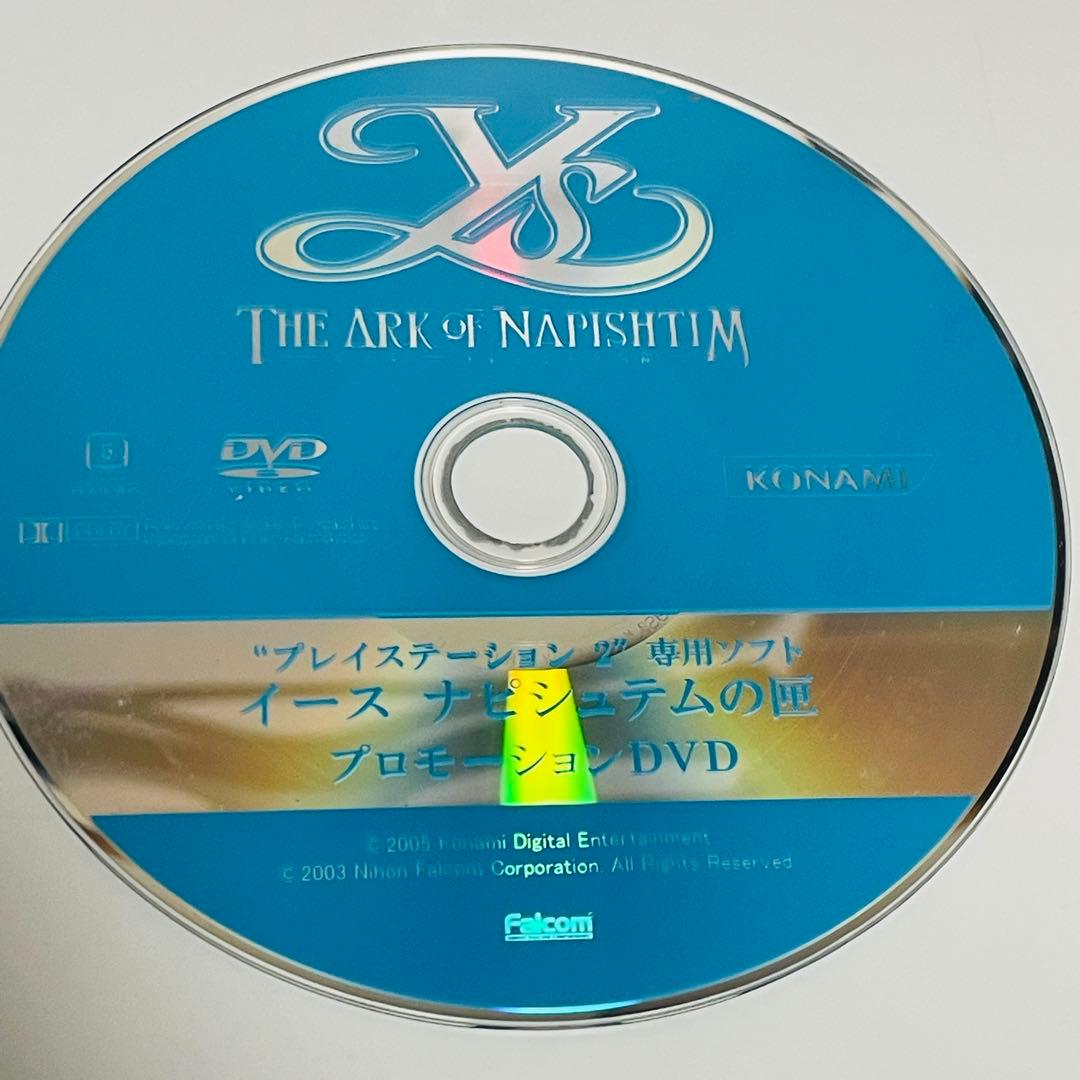 Ys
THE ARK OF NAPISHTIM
DVD
VIDEO
KONAMI
"プレイステーション 2" 専用ソフト
イース ナピシュテムの匣
プロモーションDVD
© 2005 Konami Digital Entertainment
© 2003 Nihon Falcom Corporation. All Rights Reserved
Falcom